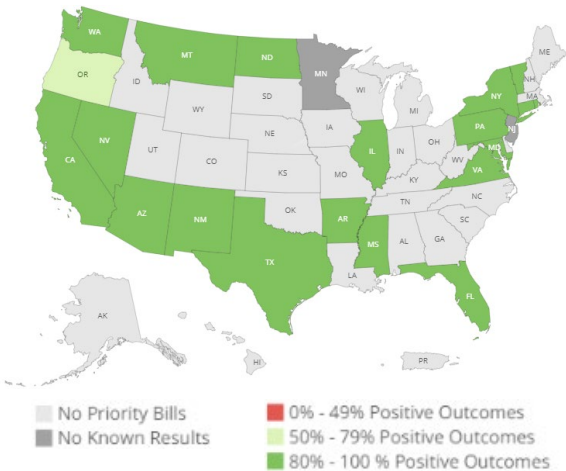 WA
MT
ND
MN
ME
OR
ID
WY
SD
WI
MI
NY
NH
MA
NV
UT
CO
NE
IA
IL
IN
OH
PA
NJ
MD
CA
KS
MO
KY
WV
VA
AZ
NM
OK
AR
TN
NC
SC
TX
LA
MS
AL
GA
FL
AK
HI
PR
No Priority Bills
No Known Results
0% - 49% Positive Outcomes
50% - 79% Positive Outcomes
80% - 100 % Positive Outcomes